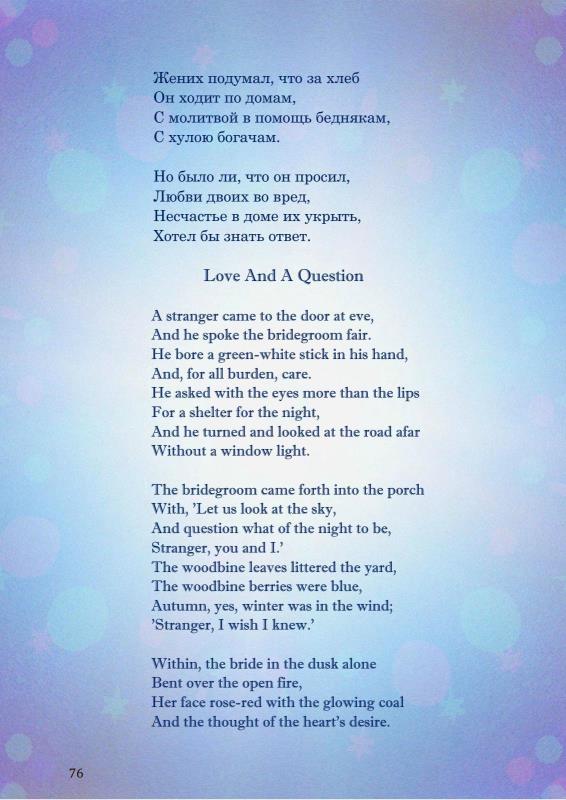 Жених подумал, что за хлеб
Он ходит по домам,
С молитвой в помощь беднякам,
С хулою богачам.
Но было ли, что он просил,
Любви двоих во вред,
Несчастье в доме их укрыть,
Хотел бы знать ответ.
Love And A Question
A stranger came to the door at eve,
And he spoke the bridegroom fair.
He bore a green-white stick in his hand,
And, for all burden, care.
He asked with the eyes more than the lips
For a shelter for the night,
And he turned and looked at the road afar
Without a window light.
The bridegroom came forth into the porch
With, ’Let us look at the sky,
And question what of the night to be,
Stranger, you and I.’
The woodbine leaves littered the yard,
The woodbine berries were blue,
Autumn, yes, winter was in the wind;
’Stranger, I wish I knew.’
Within, the bride in the dusk alone
Bent over the open fire,
Her face rose-red with the glowing coal
And the thought of the heart’s desire.
76